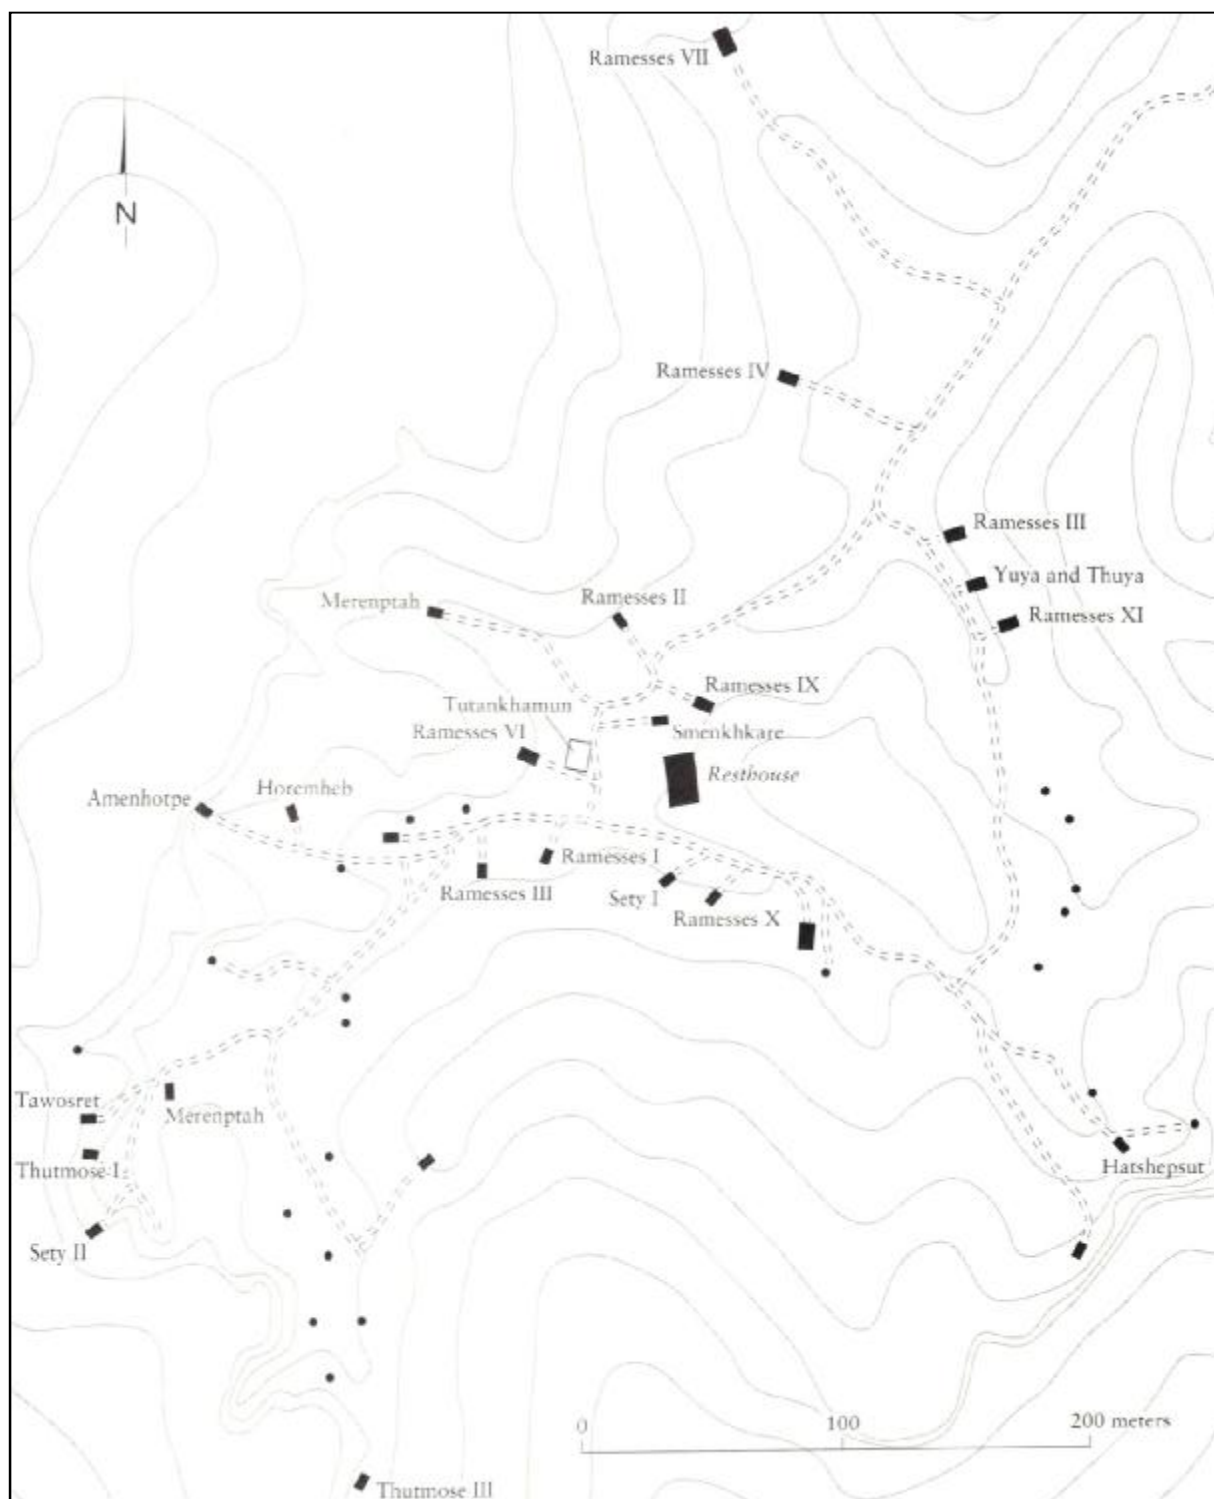 Ramesses VII
N
Ramesses IV
Ramesses III
Yuya and Thuya
Ramesses II
Merenptah
Ramesses XI
Ramesses IX
Tutankhamun
Smenkhkare
Ramesses VI
Resthouse
Horemheb
Amenhotpe
Ramesses I
Ramesses III
Sety I
Ramesses X
Tawosret
Merenptah
Thutmose I
Hatshepsut
Sety II
0 100 200 meters
Thutmose III